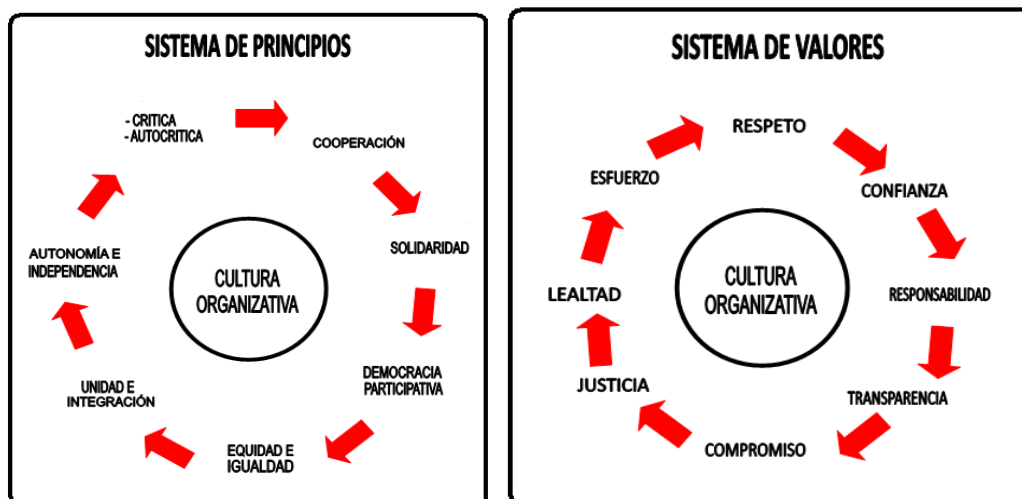 SISTEMA DE PRINCIPIOS
- CRITICA
- AUTOCRITICA
COOPERACIÓN
SOLIDARIDAD
DEMOCRACIA
PARTICIPATIVA
EQUIDAD E
IGUALDAD
UNIDAD E
INTEGRACIÓN
AUTONOMÍA E
INDEPENDENCIA
CULTURA
ORGANIZATIVA
SISTEMA DE VALORES
RESPETO
CONFIANZA
RESPONSABILIDAD
TRANSPARENCIA
COMPROMISO
JUSTICIA
LEALTAD
ESFUERZO
CULTURA
ORGANIZATIVA